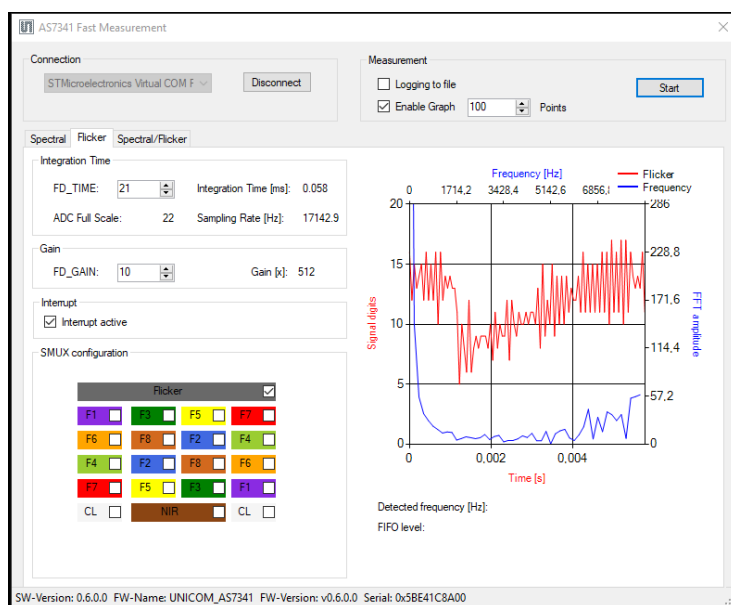 AS7341 Fast Measurement
Connection
STMicroelectronics Virtual COM F
Disconnect
Measurement
Logging to file
Enable Graph 100 Points
Start
Spectral Flicker Spectral/Flicker
Integration Time
FD_TIME: 21 Integration Time [ms]: 0.058
ADC Full Scale: 22 Sampling Rate [Hz]: 17142.9
Gain
FD_GAIN: 10 Gain [x]: 512
Interrupt
Interrupt active
SMUX configuration
Flicker
F1 F3 F5 F7
F6 F8 F2 F4
F4 F2 F8 F6
F7 F5 F3 F1
CL NIR CL
Frequency [Hz]
Flicker
Frequency
0 1714,2 3428,4 5142,6 6856,8
20 286
228,8
15 171,6
10 114,4
5 57,2
0 0
Signal digits
FFT amplitude
0 0,002 0,004
Time [s]
Detected frequency [Hz]:
FIFO level:
SW-Version: 0.6.0.0 FW-Name: UNICOM_AS7341 FW-Version: v0.6.0.0 Serial: 0x5BE41C8A00